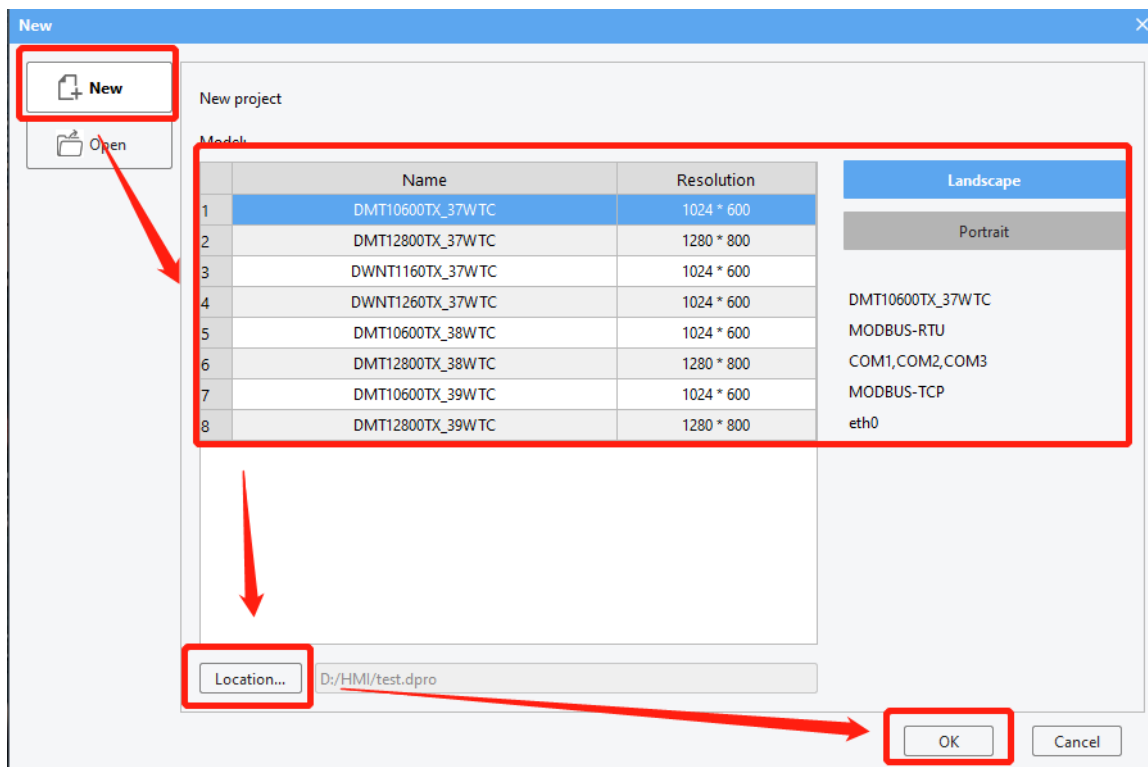 New
New
Open
New project
Model:
Name Resolution
1 DMT10600TX_37WTC 1024 * 600
2 DMT12800TX_37WTC 1280 * 800
3 DWNT1160TX_37WTC 1024 * 600
4 DWNT1260TX_37WTC 1024 * 600
5 DMT10600TX_38WTC 1024 * 600
6 DMT12800TX_38WTC 1280 * 800
7 DMT10600TX_39WTC 1024 * 600
8 DMT12800TX_39WTC 1280 * 800
Landscape
Portrait
DMT10600TX_37WTC
MODBUS-RTU
COM1,COM2,COM3
MODBUS-TCP
eth0
Location... D:/HMI/test.dpro
OK Cancel